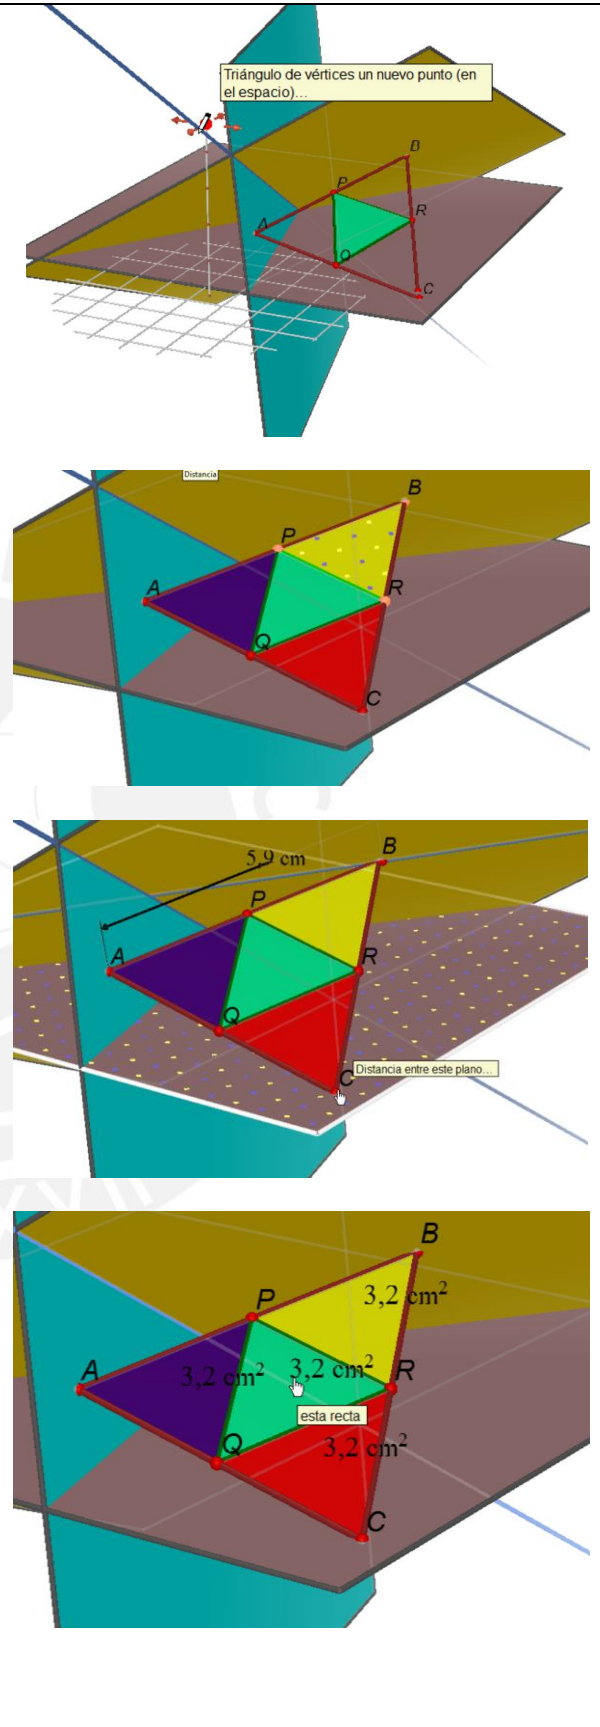 Triángulo de vértices un nuevo punto (en
el espacio)…
B
P
R
A
Q
C
Distancia
B
P
A
R
Q
C
5,9 cm
B
P
A
R
Q
C
Distancia entre este plano…
B
3,2 cm²
P
A
3,2 cm²
3,2 cm²
R
esta recta
Q
3,2 cm²
C